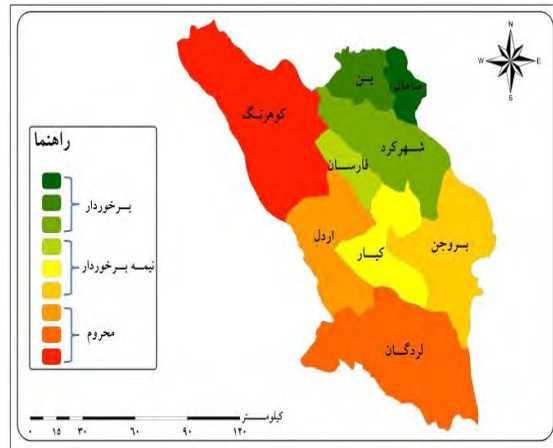 N
W E
S
بن
سامان
کوهرنگ
شهرکرد
فارسان
راهنما
برخوردار
اردل
بروجن
کیار
نیمه برخوردار
محروم
لردگان
کیلومتر
۰ ۱۵ ۳۰ ۶۰ ۹۰ ۱۲۰